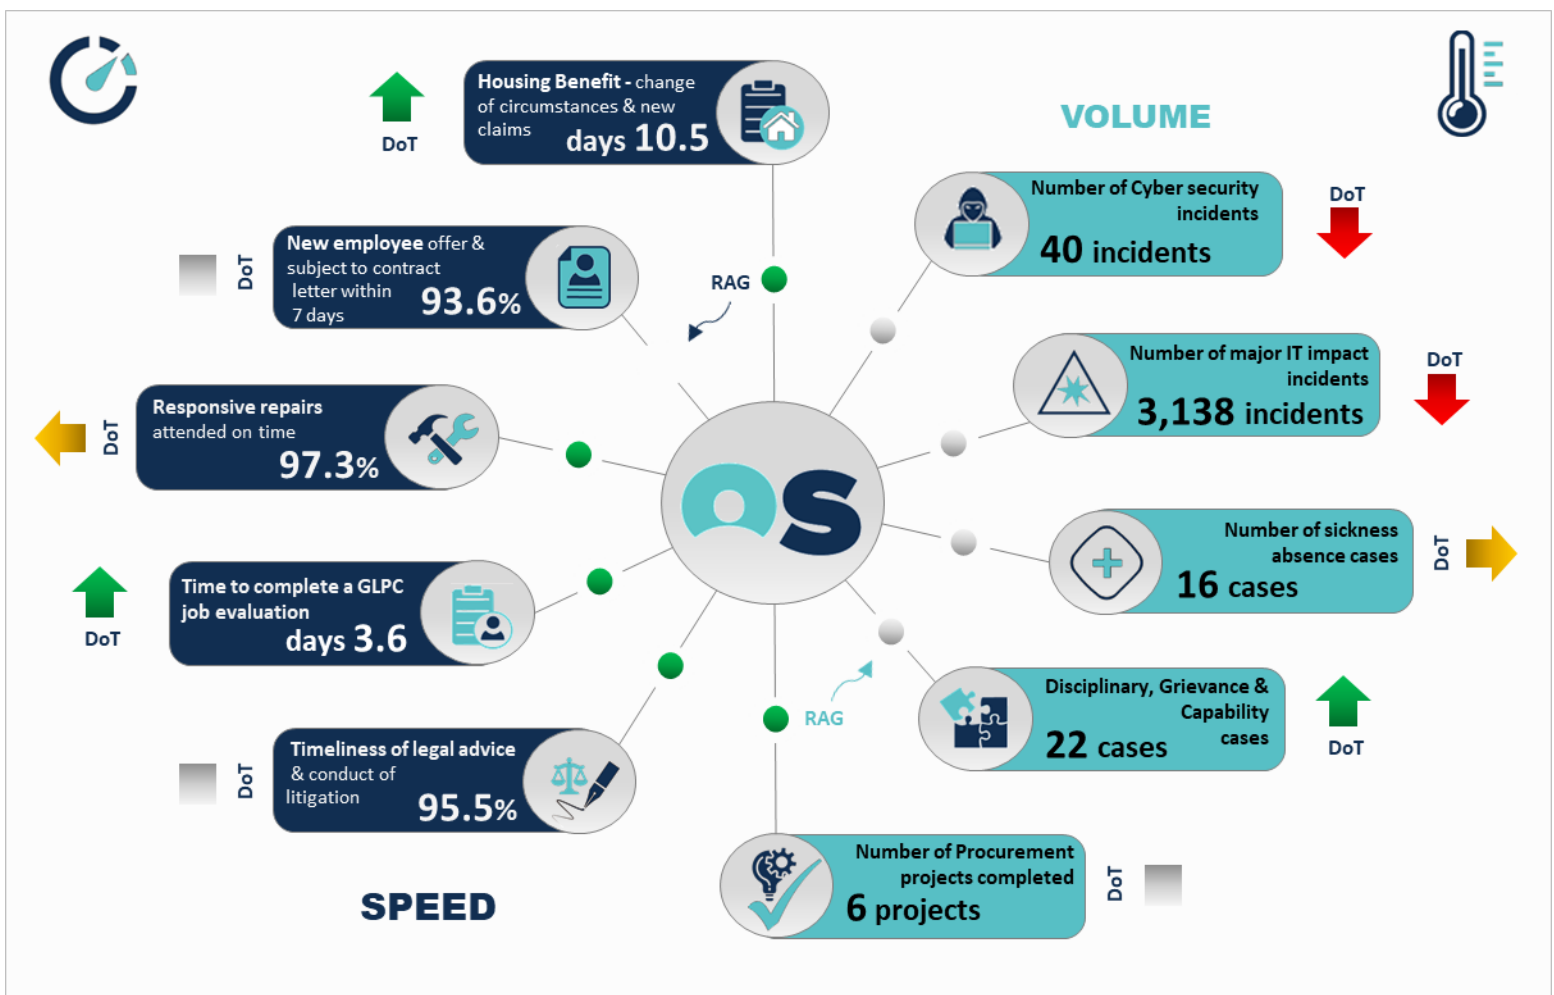 Housing Benefit - change
of circumstances & new
claims
days 10.5
DoT
VOLUME
Number of Cyber security
incidents
40 incidents
DoT
New employee offer &
subject to contract
letter within
7 days
93.6%
DoT
RAG
Number of major IT impact
incidents
3,138 incidents
DoT
Responsive repairs
attended on time
97.3%
DoT
OS
Number of sickness
absence cases
16 cases
DoT
Time to complete a GLPC
job evaluation
days 3.6
DoT
Disciplinary, Grievance &
Capability
cases
22 cases
DoT
RAG
Timeliness of legal advice
& conduct of
litigation
95.5%
DoT
Number of Procurement
projects completed
6 projects
DoT
SPEED